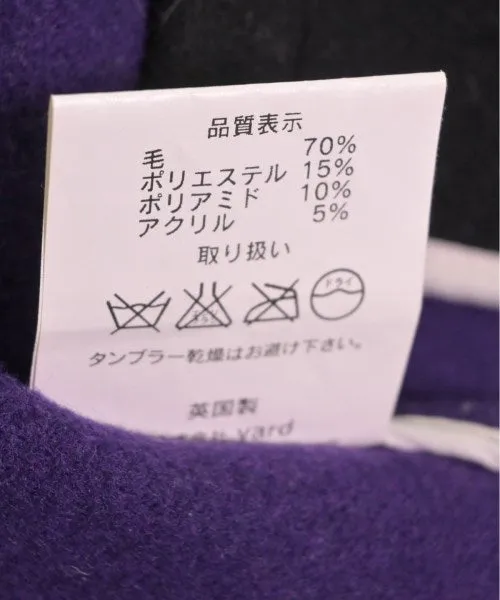 品質表示
毛 70%
ポリエステル 15%
ポリアミド 10%
アクリル 5%
取り扱い
ドライ
タンブラー乾燥はお避け下さい。
英国製
yard